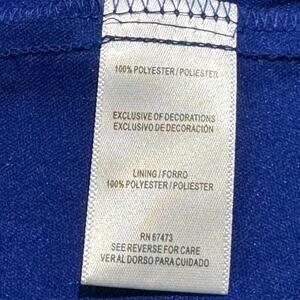 100% POLYESTER / POLIESTER
EXCLUSIVE OF DECORATIONS
EXCLUSIVO DE DECORACIÓN
LINING / FORRO
100% POLYESTER / POLIESTER
RN 67473
SEE REVERSE FOR CARE
VER AL DORSO PARA CUIDADO